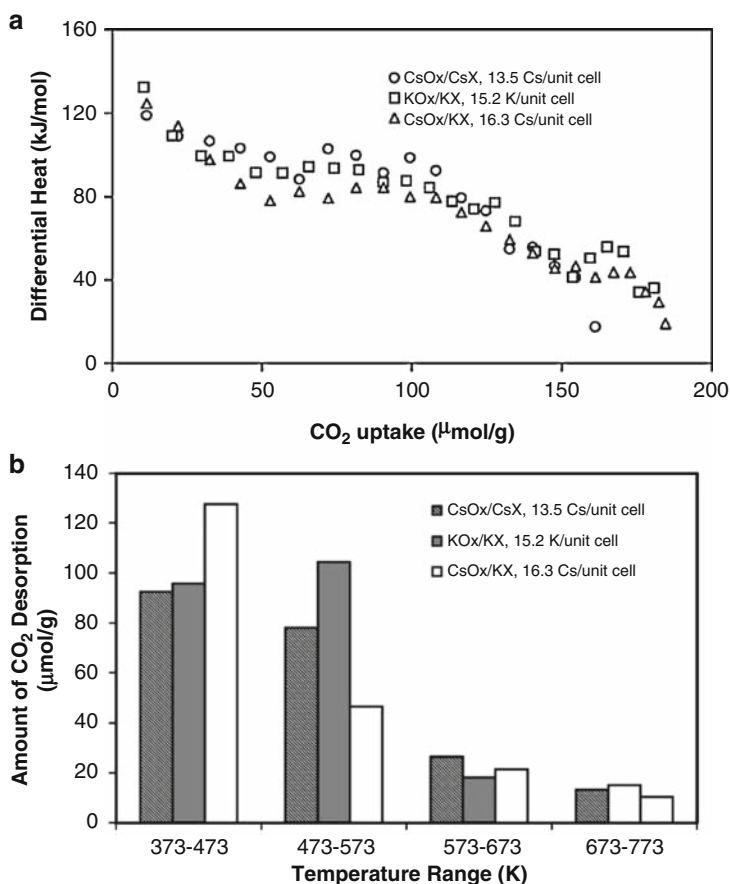 a
160
120
80
40
0
Differential Heat (kJ/mol)
CsOx/CsX, 13.5 Cs/unit cell
KOx/KX, 15.2 K/unit cell
CsOx/KX, 16.3 Cs/unit cell
0 50 100 150 200
CO₂ uptake (μmol/g)
b
140
120
100
80
60
40
20
0
Amount of CO₂ Desorption
(μmol/g)
CsOx/CsX, 13.5 Cs/unit cell
KOx/KX, 15.2 K/unit cell
CsOx/KX, 16.3 Cs/unit cell
373-473 473-573 573-673 673-773
Temperature Range (K)